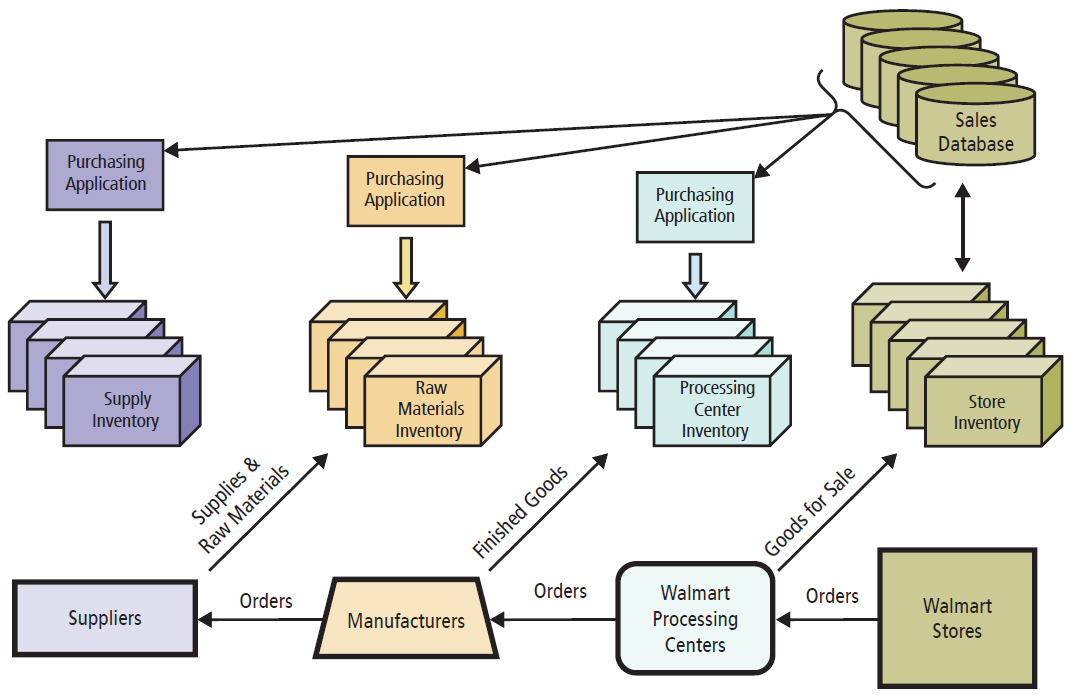 Sales
Database
Purchasing
Application
Purchasing
Application
Purchasing
Application
Supply
Inventory
Raw
Materials
Inventory
Processing
Center
Inventory
Store
Inventory
Supplies &
Raw Materials
Finished Goods
Goods for Sale
Suppliers
Orders
Manufacturers
Orders
Walmart
Processing
Centers
Orders
Walmart
Stores